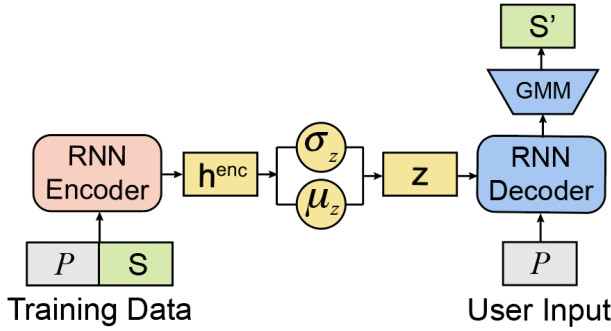 S'
GMM
RNN
Encoder
h^enc
σ_z
μ_z
z
RNN
Decoder
P
S
P
Training Data
User Input